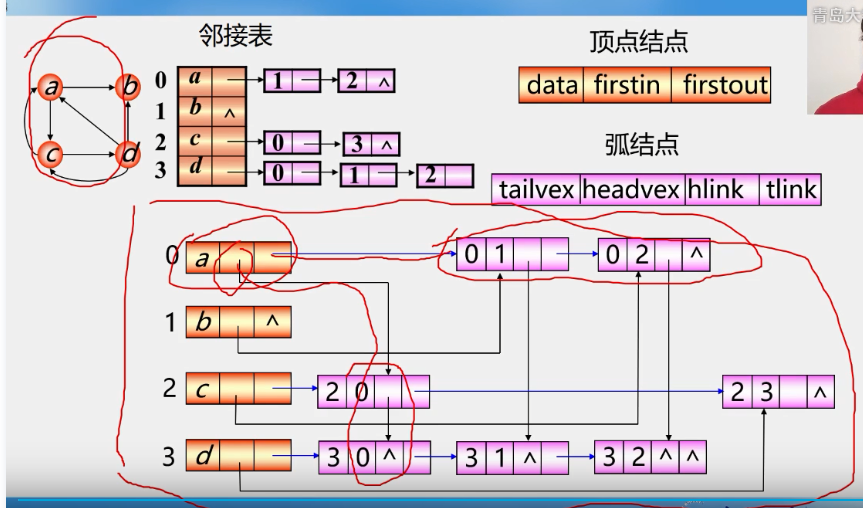 邻接表
顶点结点
青岛大
a b
c d
0 a 1 2 ^
1 b ^
2 c 0 3 ^
3 d 0 1 2
data firstin firstout
弧结点
tailvex headvex hlink tlink
0 a 0 1 0 2 ^
1 b ^
2 c 2 0 2 3 ^
3 d 3 0 ^ 3 1 ^ 3 2 ^ ^